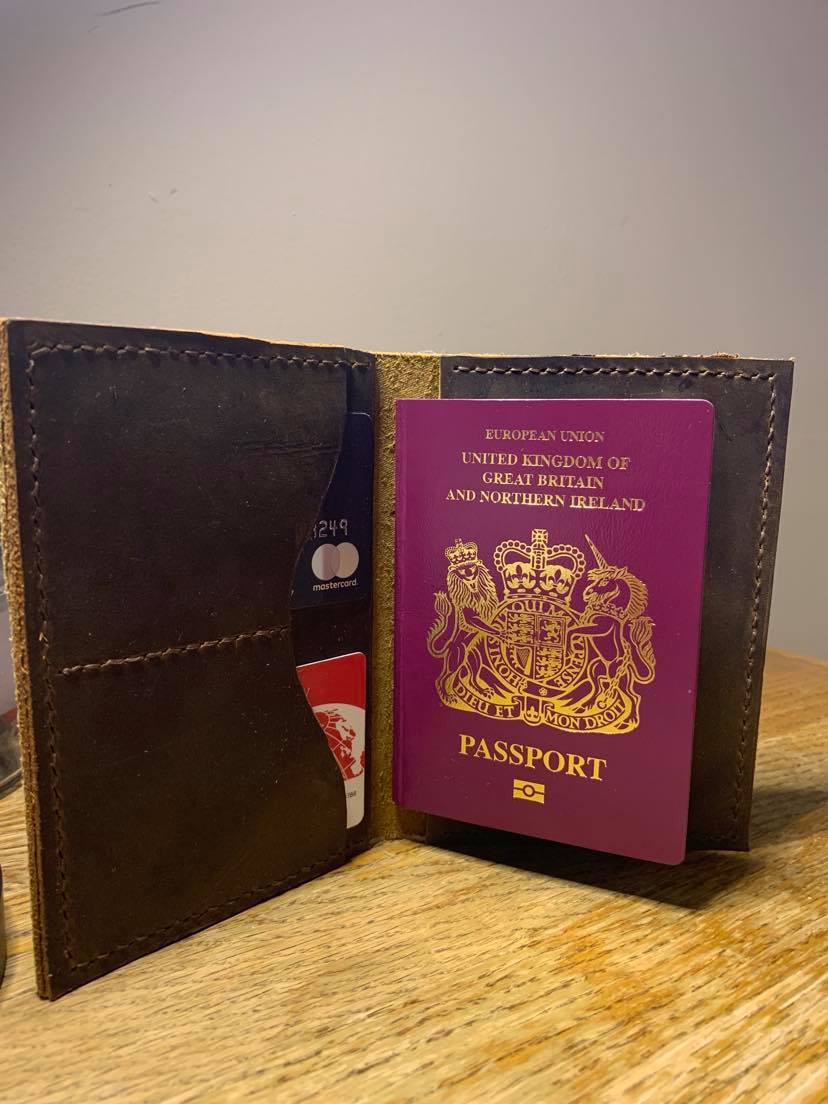 3249
mastercard.
EUROPEAN UNION
UNITED KINGDOM OF
GREAT BRITAIN
AND NORTHERN IRELAND
HONI SOIT QUI MAL Y PENSE
DIEU ET MON DROIT
PASSPORT